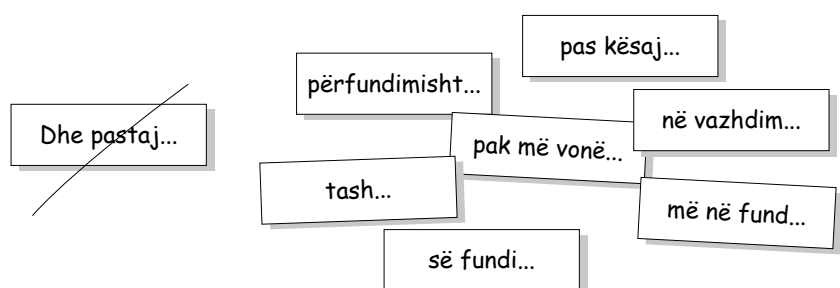 Dhe pastaj...
përfundimisht...
pas kësaj...
në vazhdim...
pak më vonë...
tash...
më në fund...
së fundi...